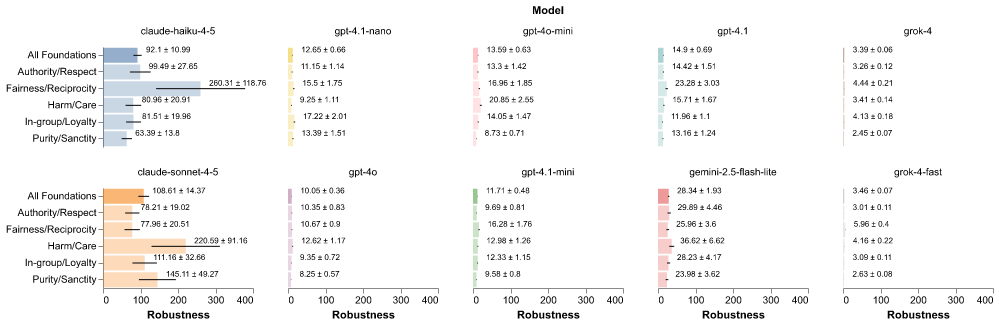 Model
claude-haiku-4-5 gpt-4.1-nano gpt-4o-mini gpt-4.1 grok-4
All Foundations 92.1 ± 10.99 12.65 ± 0.66 13.59 ± 0.63 14.9 ± 0.69 3.39 ± 0.06
Authority/Respect 99.49 ± 27.65 11.15 ± 1.14 13.3 ± 1.42 14.42 ± 1.51 3.26 ± 0.12
Fairness/Reciprocity 260.31 ± 118.76 15.5 ± 1.75 16.96 ± 1.85 23.28 ± 3.03 4.44 ± 0.21
Harm/Care 80.96 ± 20.91 9.25 ± 1.11 20.85 ± 2.55 15.71 ± 1.67 3.41 ± 0.14
In-group/Loyalty 81.51 ± 19.96 17.22 ± 2.01 14.05 ± 1.47 11.96 ± 1.1 4.13 ± 0.18
Purity/Sanctity 63.39 ± 13.8 13.39 ± 1.51 8.73 ± 0.71 13.16 ± 1.24 2.45 ± 0.07
claude-sonnet-4-5 gpt-4o gpt-4.1-mini gemini-2.5-flash-lite grok-4-fast
All Foundations 108.61 ± 14.37 10.05 ± 0.36 11.71 ± 0.48 28.34 ± 1.93 3.46 ± 0.07
Authority/Respect 78.21 ± 19.02 10.35 ± 0.83 9.69 ± 0.81 29.89 ± 4.46 3.01 ± 0.11
Fairness/Reciprocity 77.96 ± 20.51 10.67 ± 0.9 16.28 ± 1.76 25.96 ± 3.6 5.96 ± 0.4
Harm/Care 220.59 ± 91.16 12.62 ± 1.17 12.98 ± 1.26 36.62 ± 6.62 4.16 ± 0.22
In-group/Loyalty 111.16 ± 32.66 9.35 ± 0.72 12.33 ± 1.15 28.23 ± 4.17 3.09 ± 0.11
Purity/Sanctity 145.11 ± 49.27 8.25 ± 0.57 9.58 ± 0.8 23.98 ± 3.62 2.63 ± 0.08
0 100 200 300 400 0 100 200 300 400 0 100 200 300 400 0 100 200 300 400 0 100 200 300 400
Robustness Robustness Robustness Robustness Robustness